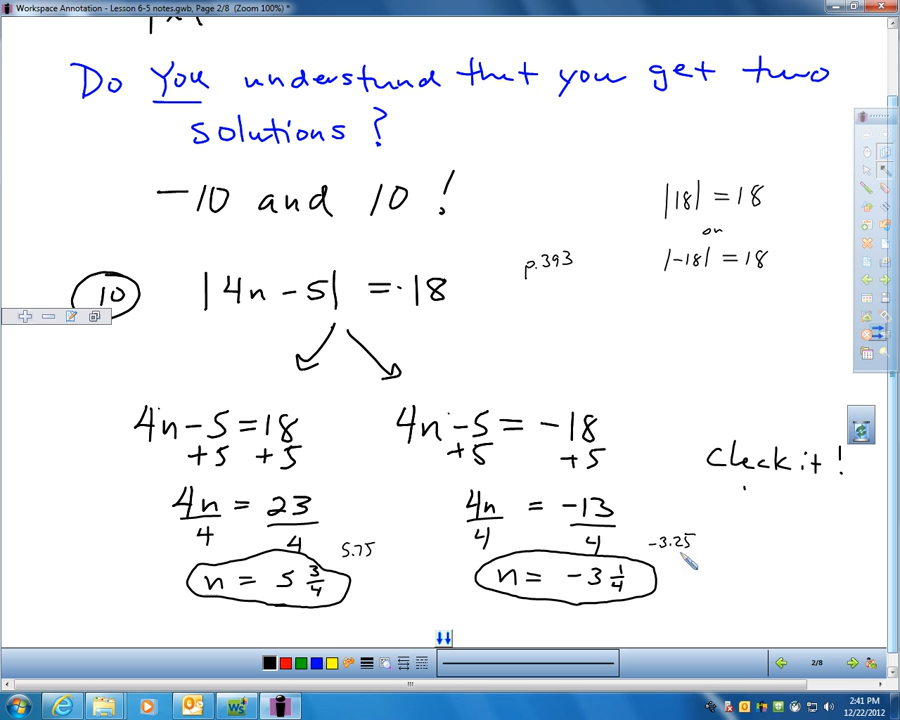 Workspace Annotation - Lesson 6-5 notes.gwb, Page 2/8 (Zoom 100%) *
Do You understand that you get two
solutions?
-10 and 10!
|18| = 18
or
|-18| = 18
p.393
10 |4n - 5| = 18
4n - 5 = 18
+5 +5
4n = 23
4 4
5.75
n = 5 3/4
4n - 5 = -18
+5 +5
4n = -13
4 4
-3.25
n = -3 1/4
Check it!
2/8
2:41 PM
12/22/2012